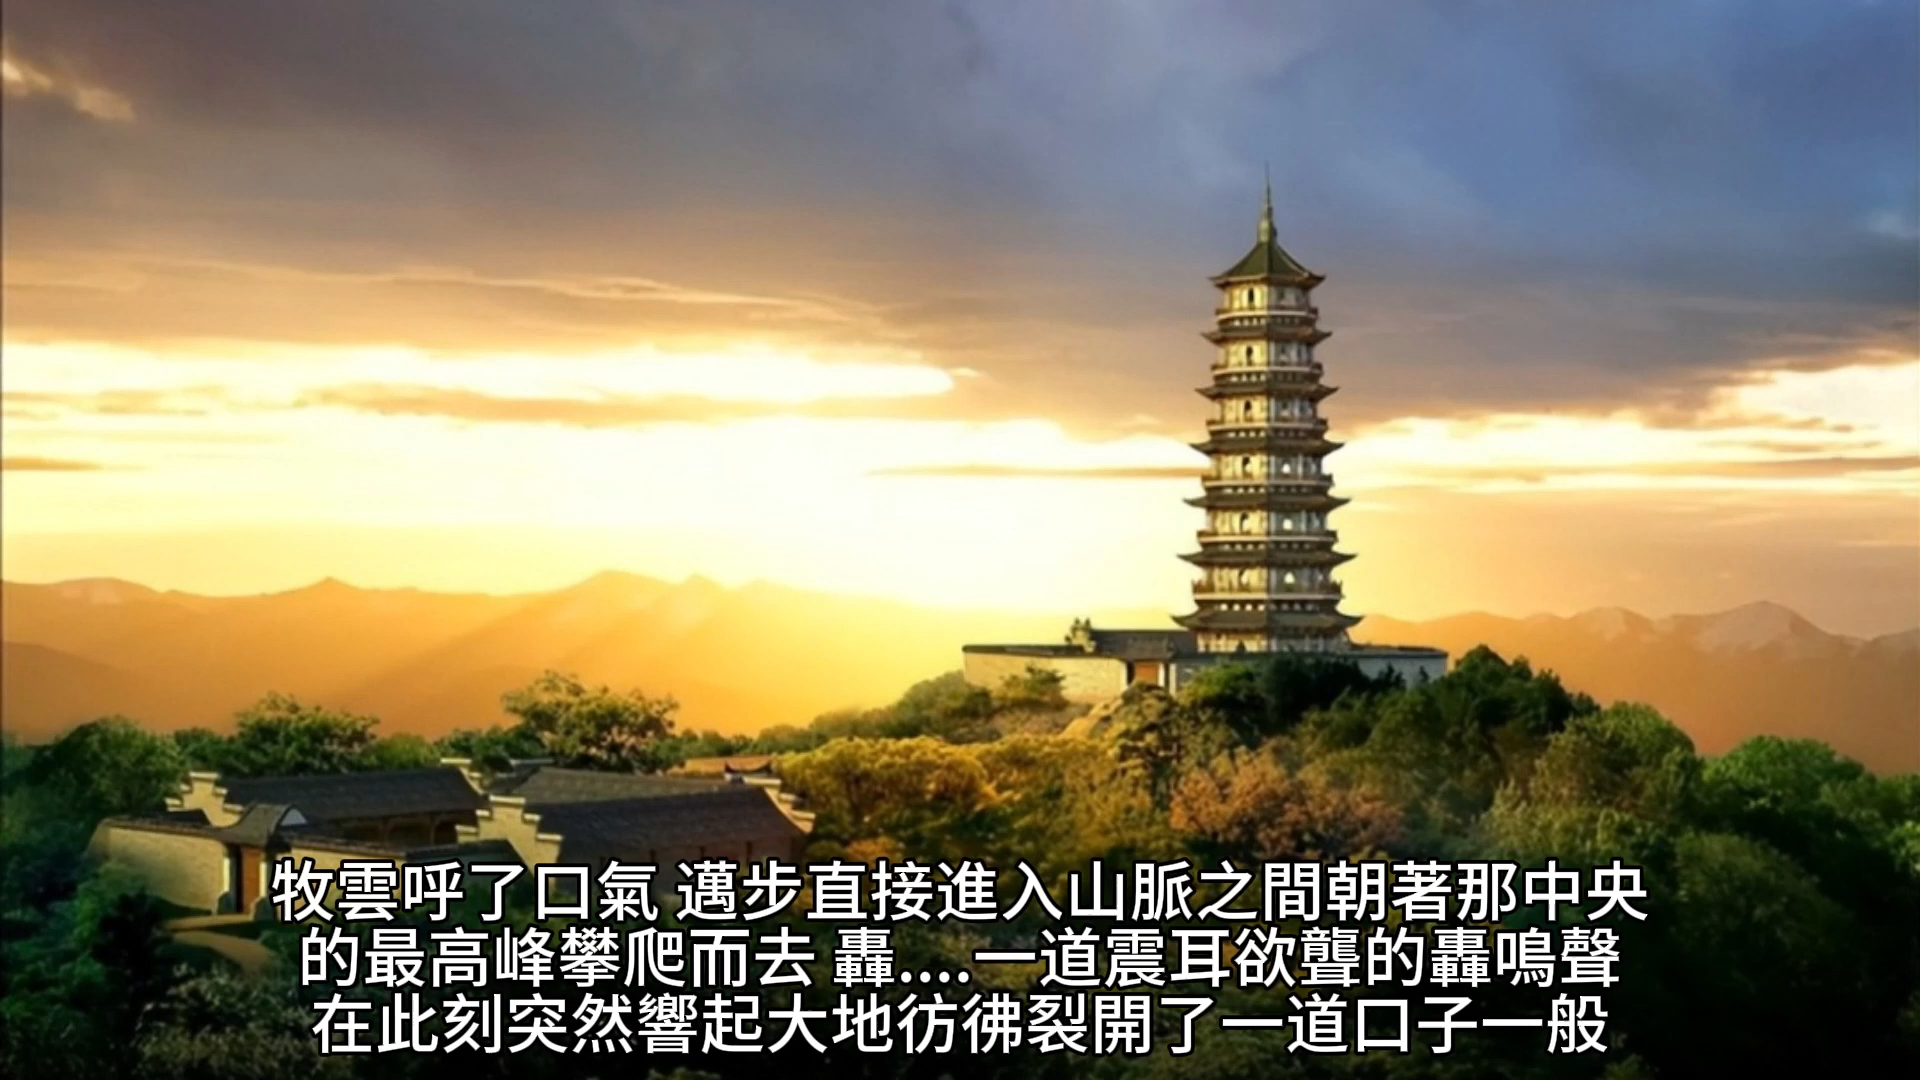 牧雲呼了口氣 邁步直接進入山脈之間朝著那中央
的最高峰攀爬而去 轟....一道震耳欲聾的轟鳴聲
在此刻突然響起大地彷彿裂開了一道口子一般